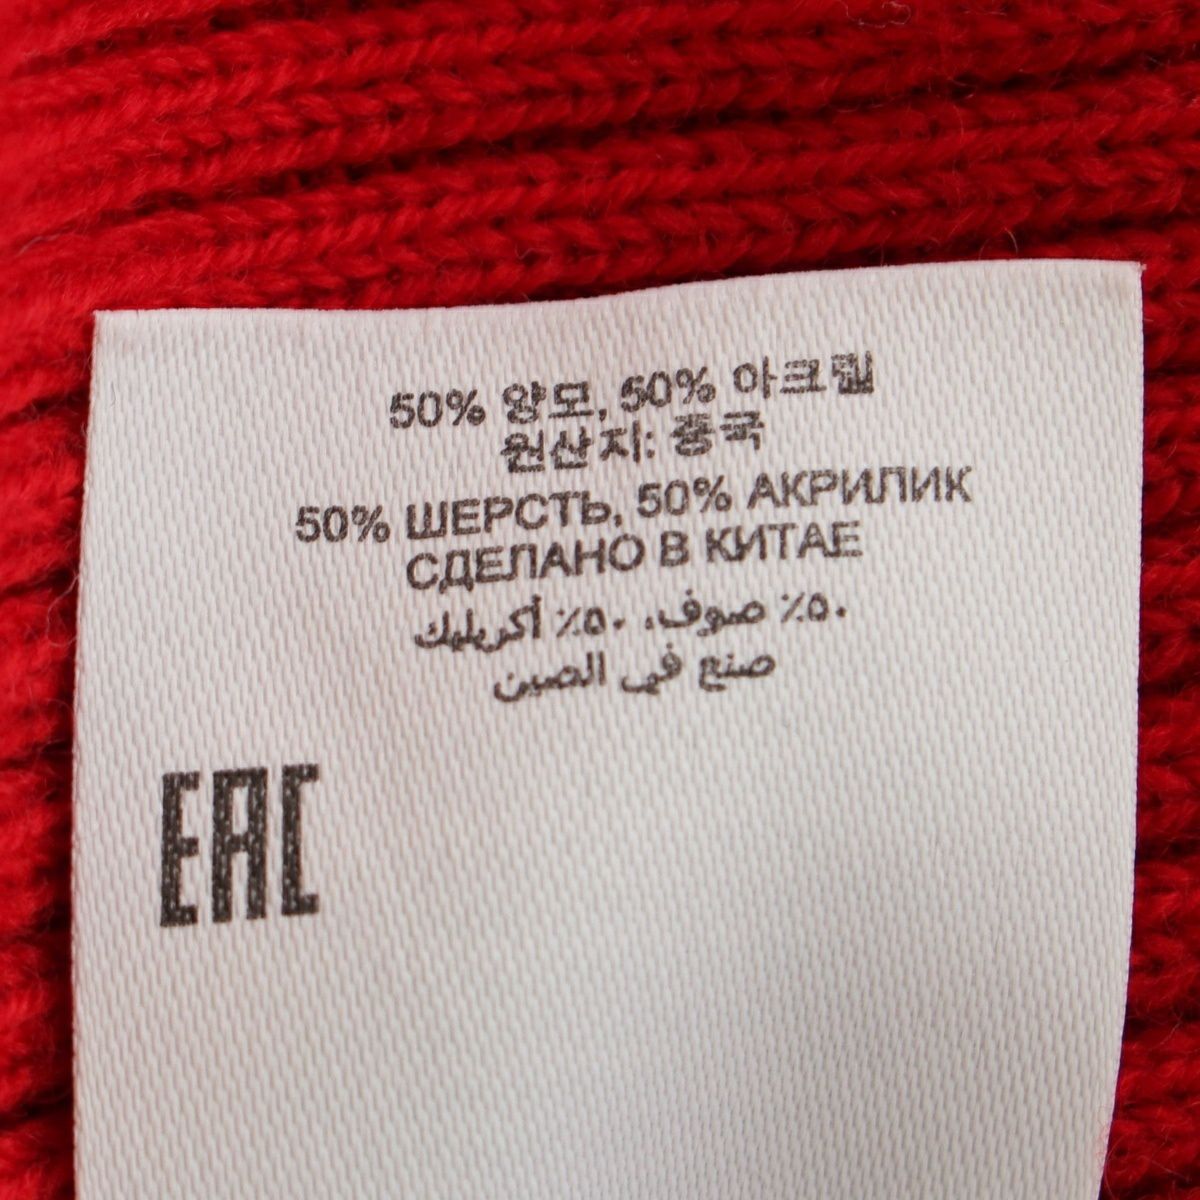 50% 양모, 50% 아크릴
원산지: 중국
50% ШЕРСТЬ, 50% АКРИЛИК
СДЕЛАНО В КИТАЕ
٥٠٪ صوف، ٥٠٪ أكريليك
صنع في الصين
EAC